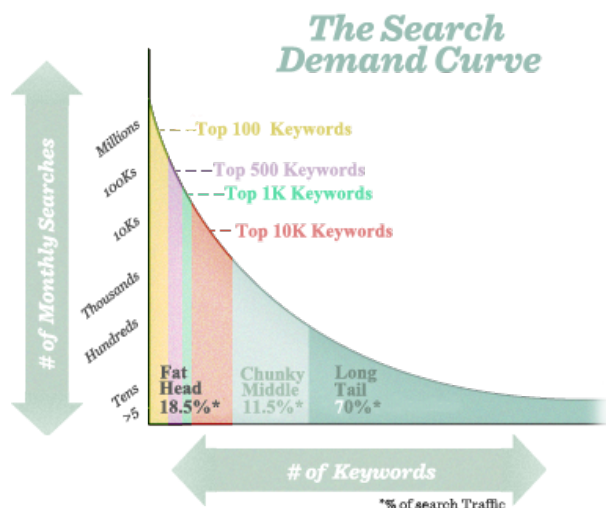 The Search
Demand Curve
Millions
100Ks
10Ks
Thousands
Hundreds
Tens
>5
# of Monthly Searches
Top 100 Keywords
Top 500 Keywords
Top 1K Keywords
Top 10K Keywords
Fat
Head
18.5%*
Chunky
Middle
11.5%*
Long
Tail
70%*
# of Keywords
*% of search Traffic